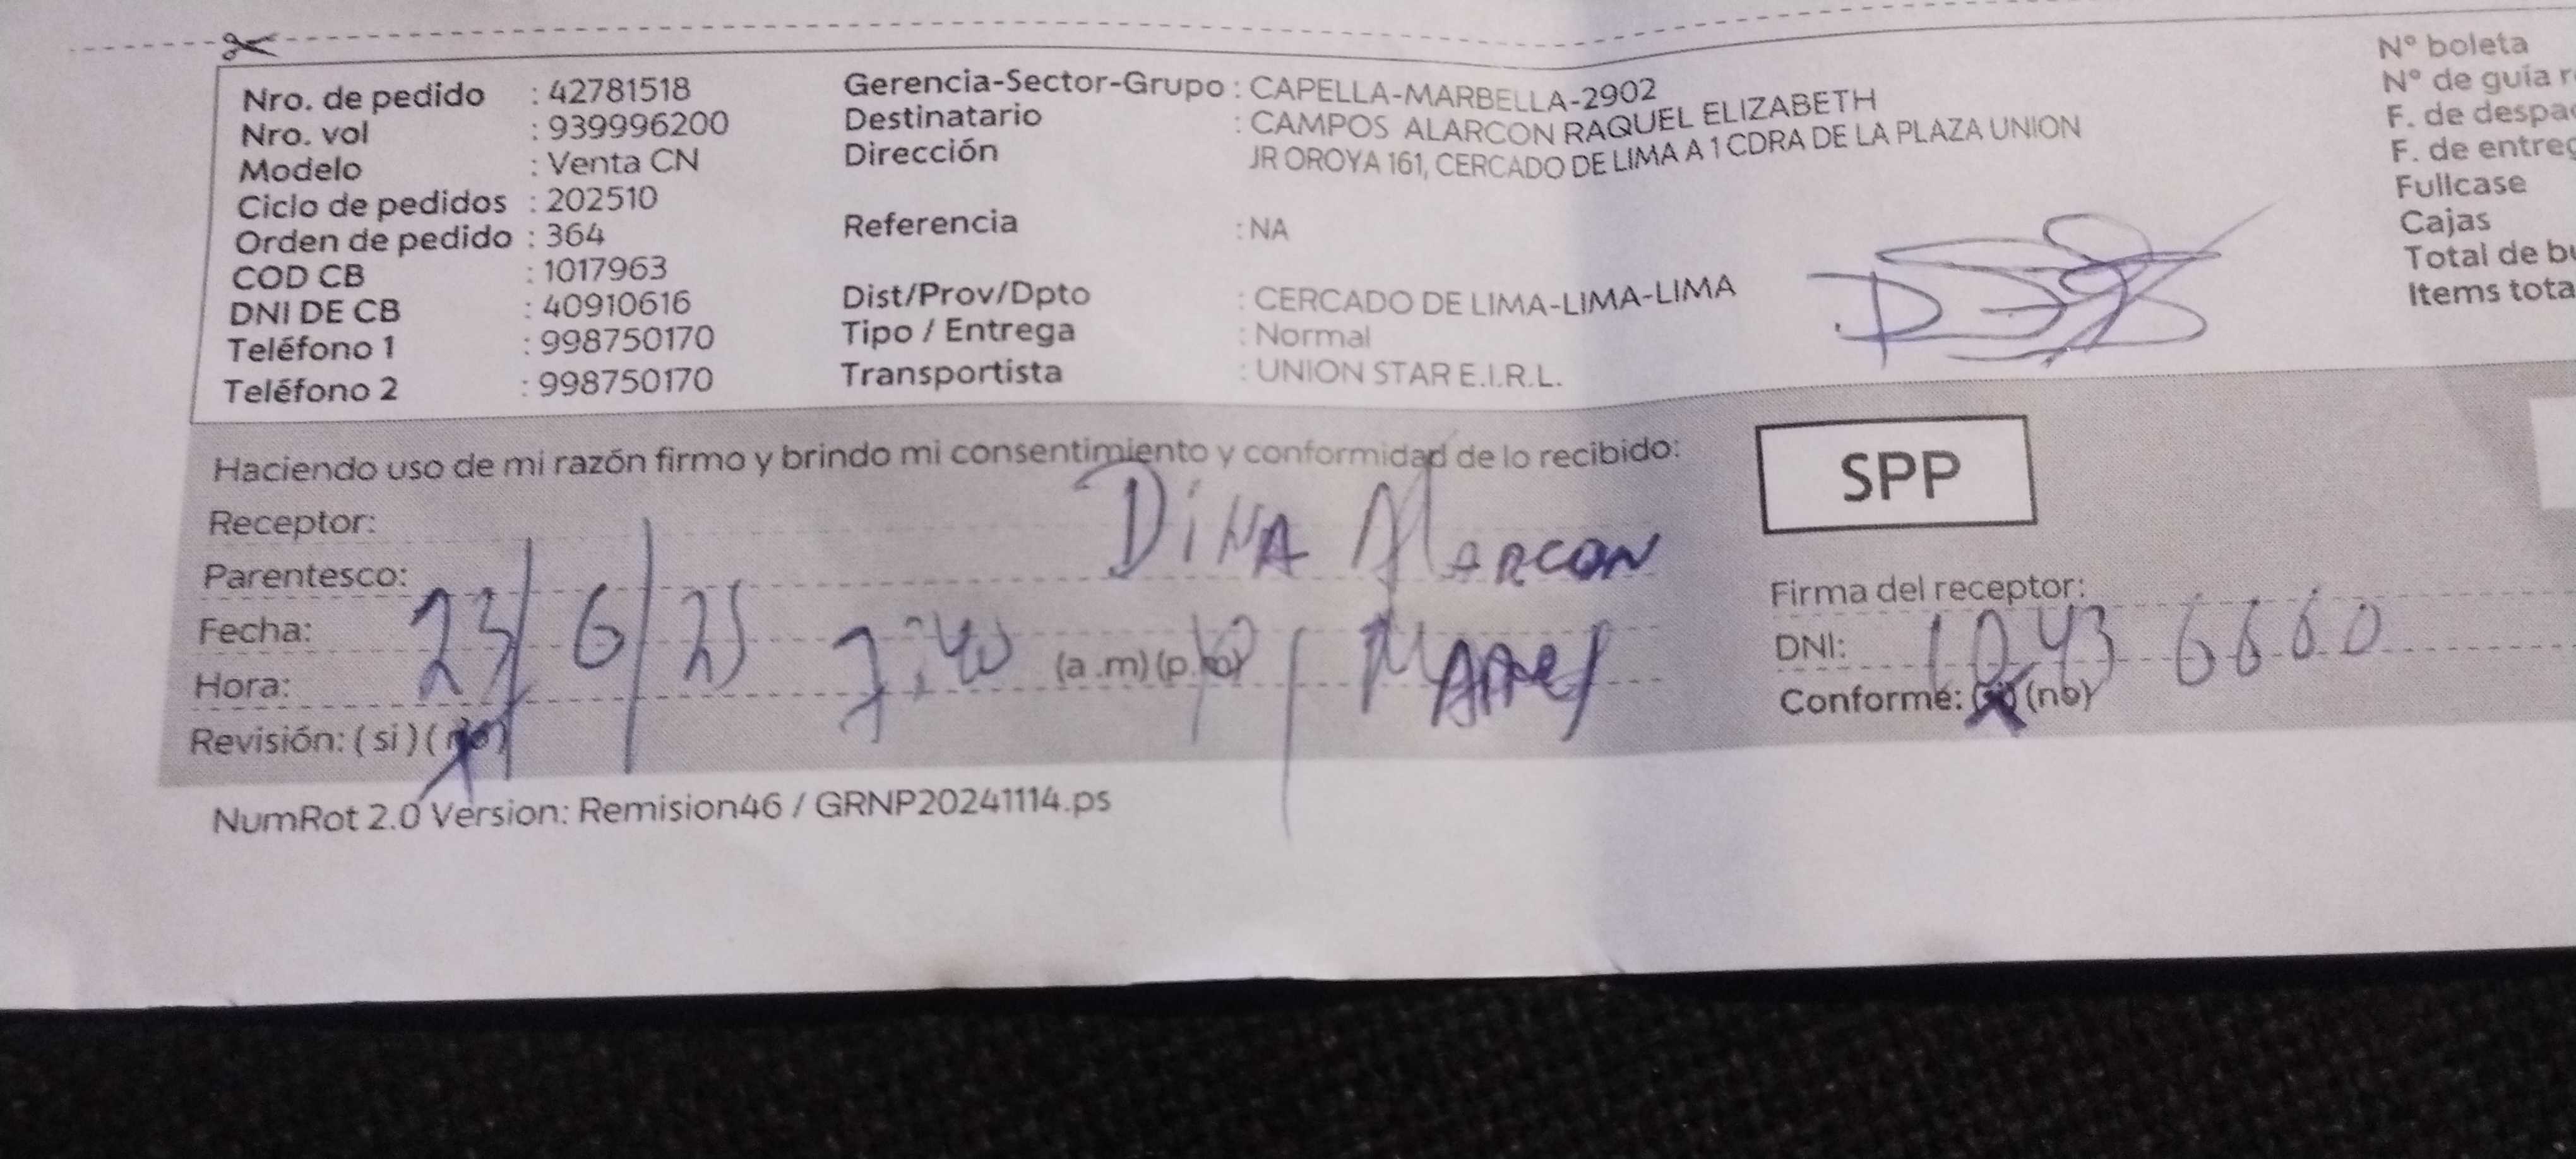 Nro. de pedido : 42781518
Nro. vol : 939996200
Modelo : Venta CN
Ciclo de pedidos : 202510
Orden de pedido : 364
COD CB : 1017963
DNI DE CB : 40910616
Teléfono 1 : 998750170
Teléfono 2 : 998750170
Gerencia-Sector-Grupo : CAPELLA-MARBELLA-2902
Destinatario : CAMPOS ALARCON RAQUEL ELIZABETH
Dirección JR OROYA 161, CERCADO DE LIMA A 1 CDRA DE LA PLAZA UNION
Referencia : NA
Dist/Prov/Dpto : CERCADO DE LIMA-LIMA-LIMA
Tipo / Entrega : Normal
Transportista : UNION STAR E.I.R.L.
N° boleta
N° de guía
F. de
F. de
Fullcase
Cajas
Total de
Items
Haciendo uso de mi razón firmo y brindo mi consentimiento y conformidad de lo recibido:
Receptor: DiNA AlARCON
Parentesco:
Fecha: 23/6/25
Hora: 7:40 (a.m) (p.m)
Revisión: (si) (no)
SPP
Firma del receptor:
DNI: 10436660
Conforme: (si) (no)
NumRot 2.0 Version: Remision46 / GRNP20241114.ps